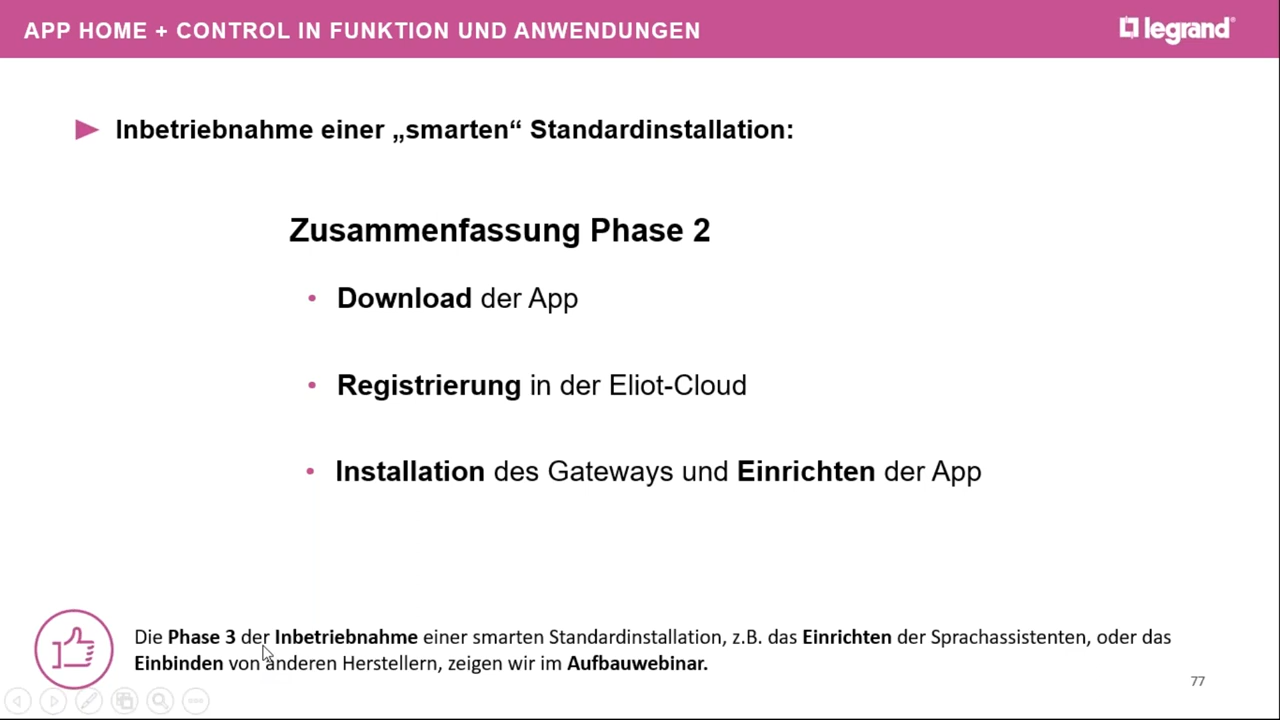 APP HOME + CONTROL IN FUNKTION UND ANWENDUNGEN
legrand®
Inbetriebnahme einer „smarten“ Standardinstallation:
Zusammenfassung Phase 2
• Download der App
• Registrierung in der Eliot-Cloud
• Installation des Gateways und Einrichten der App
Die Phase 3 der Inbetriebnahme einer smarten Standardinstallation, z.B. das Einrichten der Sprachassistenten, oder das
Einbinden von anderen Herstellern, zeigen wir im Aufbauwebinar.
77